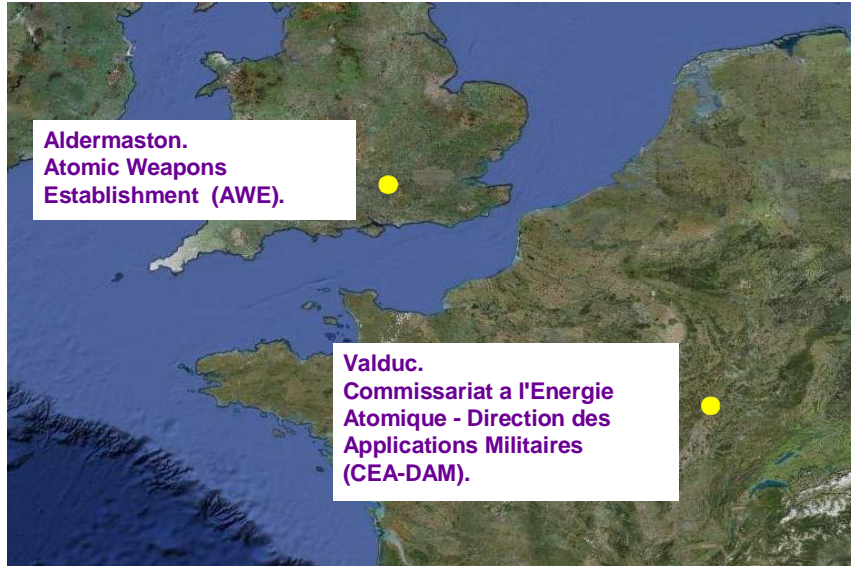 Aldermaston.
Atomic Weapons
Establishment (AWE).
Valduc.
Commissariat a l'Energie
Atomique - Direction des
Applications Militaires
(CEA-DAM).